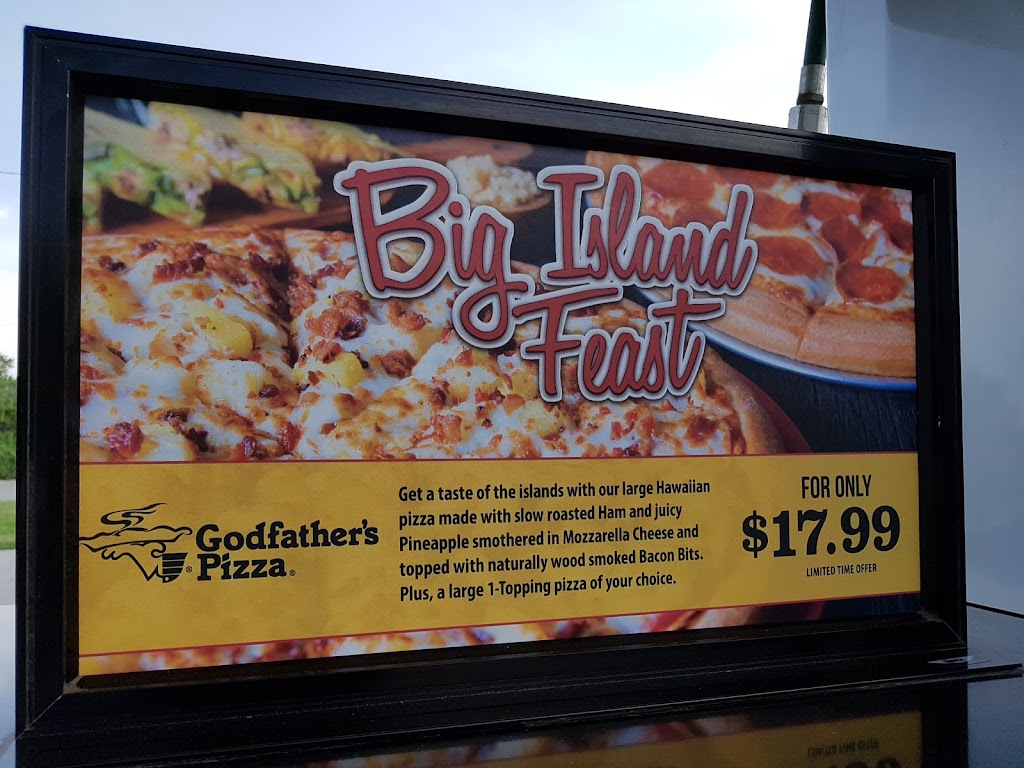 Big Island
Feast
Godfather's
Pizza®
®
Get a taste of the islands with our large Hawaiian
pizza made with slow roasted Ham and juicy
Pineapple smothered in Mozzarella Cheese and
topped with naturally wood smoked Bacon Bits.
Plus, a large 1-Topping pizza of your choice.
FOR ONLY
$17.99
LIMITED TIME OFFER